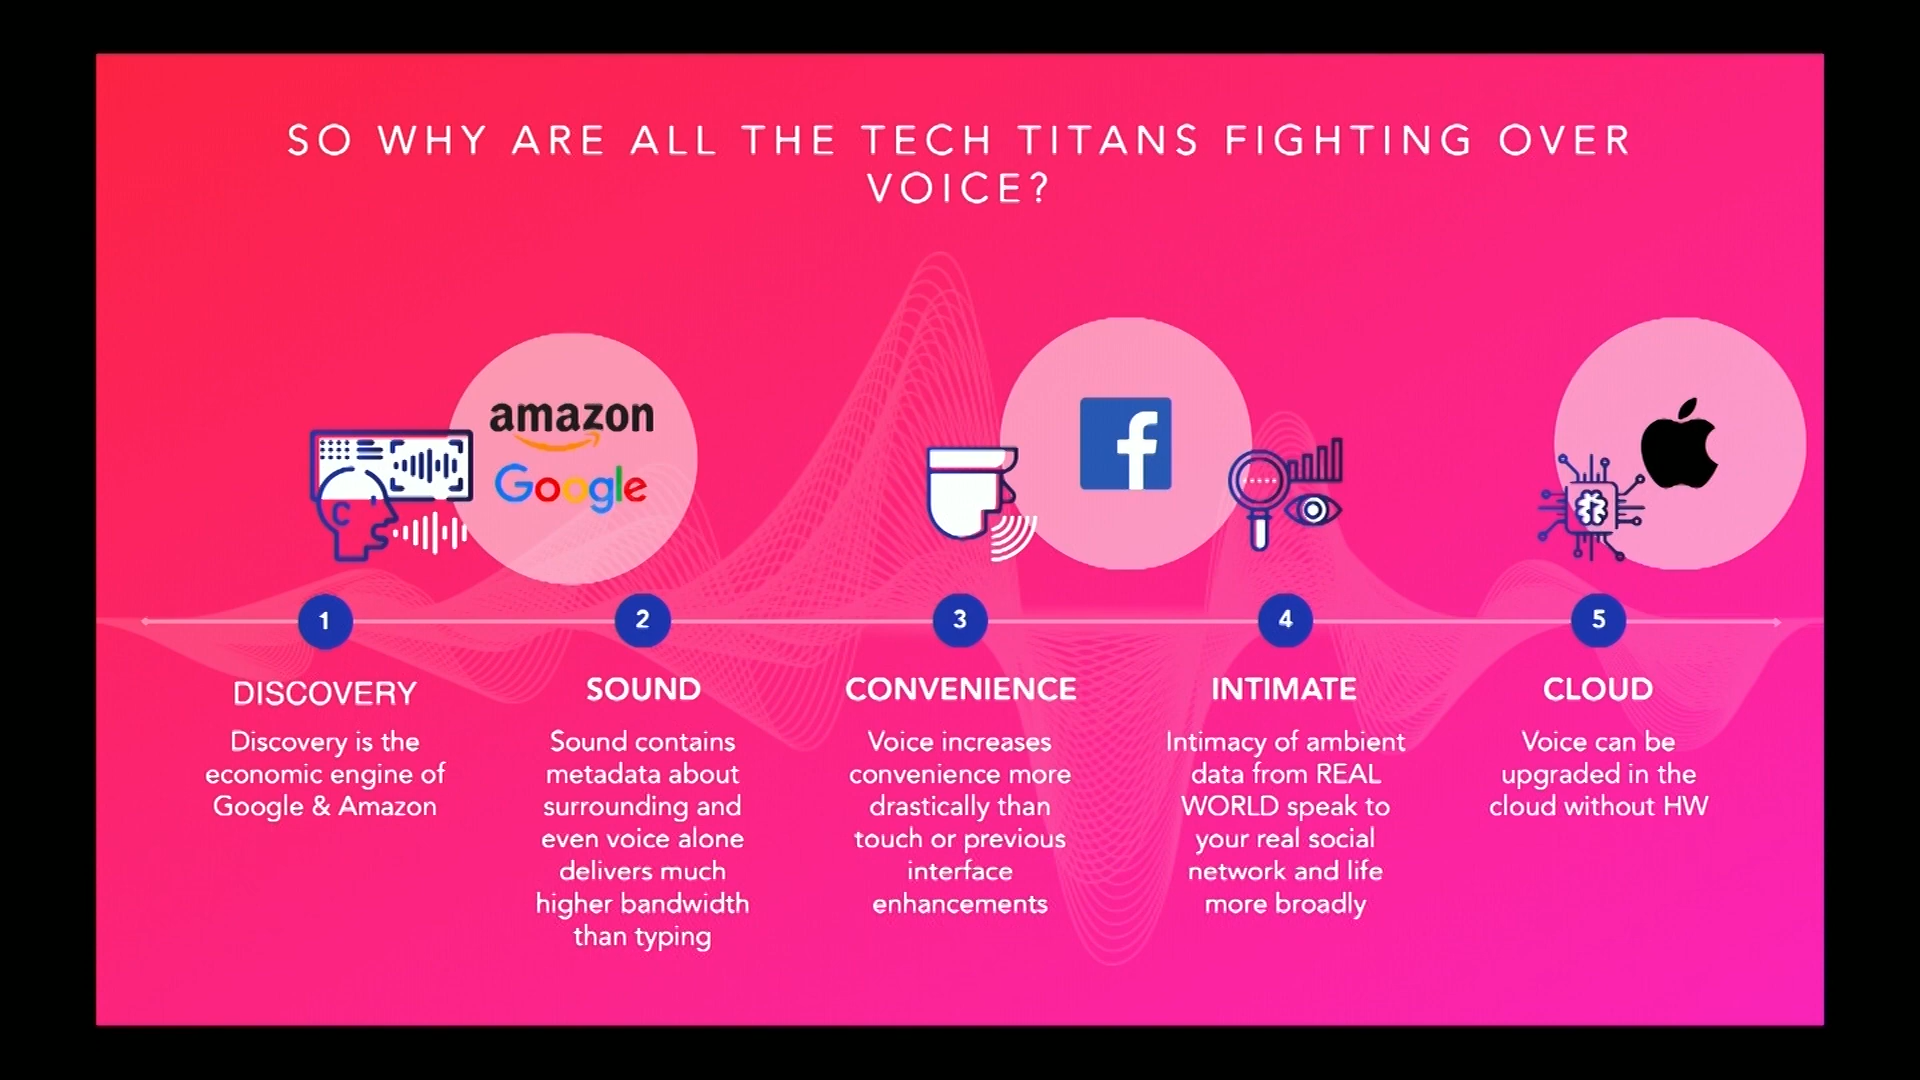 SO WHY ARE ALL THE TECH TITANS FIGHTING OVER
VOICE?
amazon
Google
f
C
1
2
3
4
5
DISCOVERY
Discovery is the
economic engine of
Google & Amazon
SOUND
Sound contains
metadata about
surrounding and
even voice alone
delivers much
higher bandwidth
than typing
CONVENIENCE
Voice increases
convenience more
drastically than
touch or previous
interface
enhancements
INTIMATE
Intimacy of ambient
data from REAL
WORLD speak to
your real social
network and life
more broadly
CLOUD
Voice can be
upgraded in the
cloud without HW